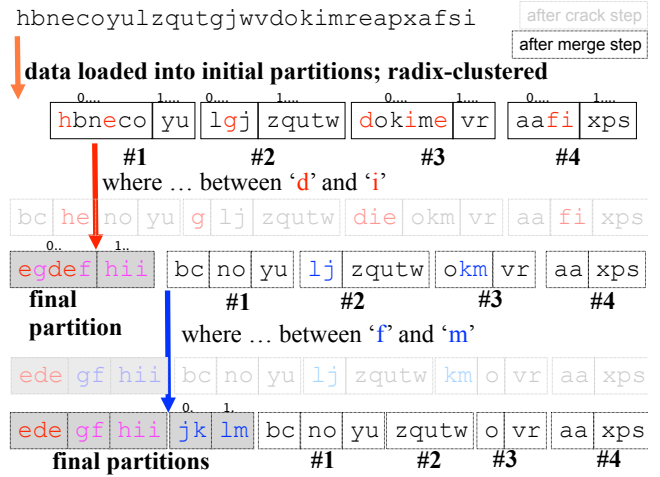 hbnecoyulzqutgjwvdokimreapxafsi
after crack step
after merge step
data loaded into initial partitions; radix-clustered
0.... 1.... 0.... 1.... 0.... 1.... 0.... 1....
hbneco yu lgj zqutw dokime vr aafi xps
#1 #2 #3 #4
where ... between ‘d’ and ‘i’
bc he no yu g lj zqutw die okm vr aa fi xps
0.. 1..
egdef hii bc no yu lj zqutw okm vr aa xps
final partition #1 #2 #3 #4
where ... between ‘f’ and ‘m’
ede gf hii bc no yu lj zqutw km o vr aa xps
0. 1.
ede gf hii jk lm bc no yu zqutw o vr aa xps
final partitions #1 #2 #3 #4